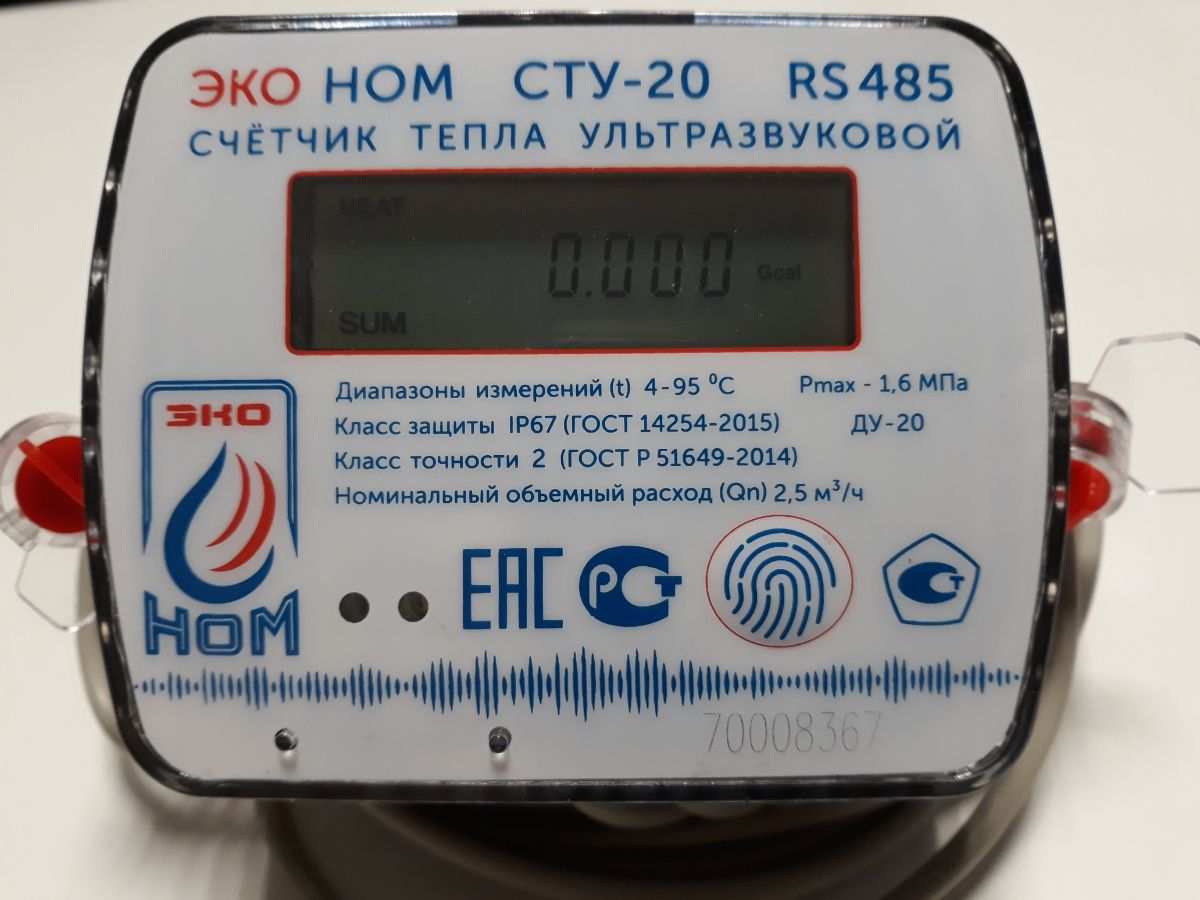 ЭКО НОМ СТУ-20 RS485
СЧЁТЧИК ТЕПЛА УЛЬТРАЗВУКОВОЙ
HEAT
0.000 Gcal
SUM
Диапазоны измерений (t) 4-95 ⁰С Pmax - 1,6 МПа
Класс защиты IP67 (ГОСТ 14254-2015) ДУ-20
Класс точности 2 (ГОСТ Р 51649-2014)
Номинальный объемный расход (Qn) 2,5 м³/ч
ЭКО
НОМ
ЕАС РСТ
70008367